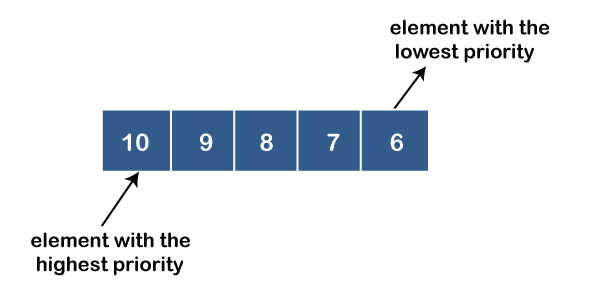 element with the
lowest priority
10 9 8 7 6
element with the
highest priority